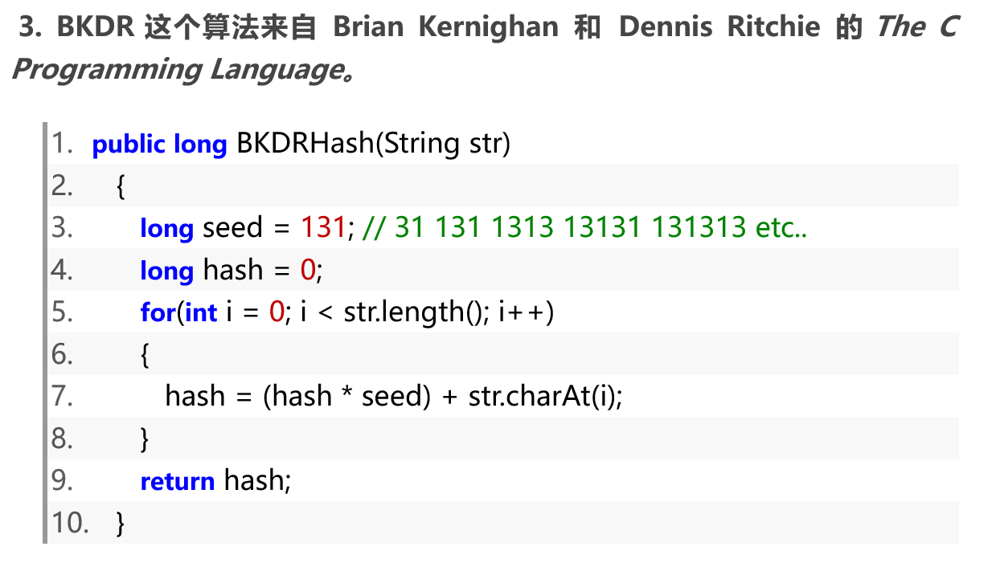 3. BKDR 这个算法来自 Brian Kernighan 和 Dennis Ritchie 的 The C
Programming Language。
1. public long BKDRHash(String str)
2. {
3. long seed = 131; // 31 131 1313 13131 131313 etc..
4. long hash = 0;
5. for(int i = 0; i < str.length(); i++)
6. {
7. hash = (hash * seed) + str.charAt(i);
8. }
9. return hash;
10. }